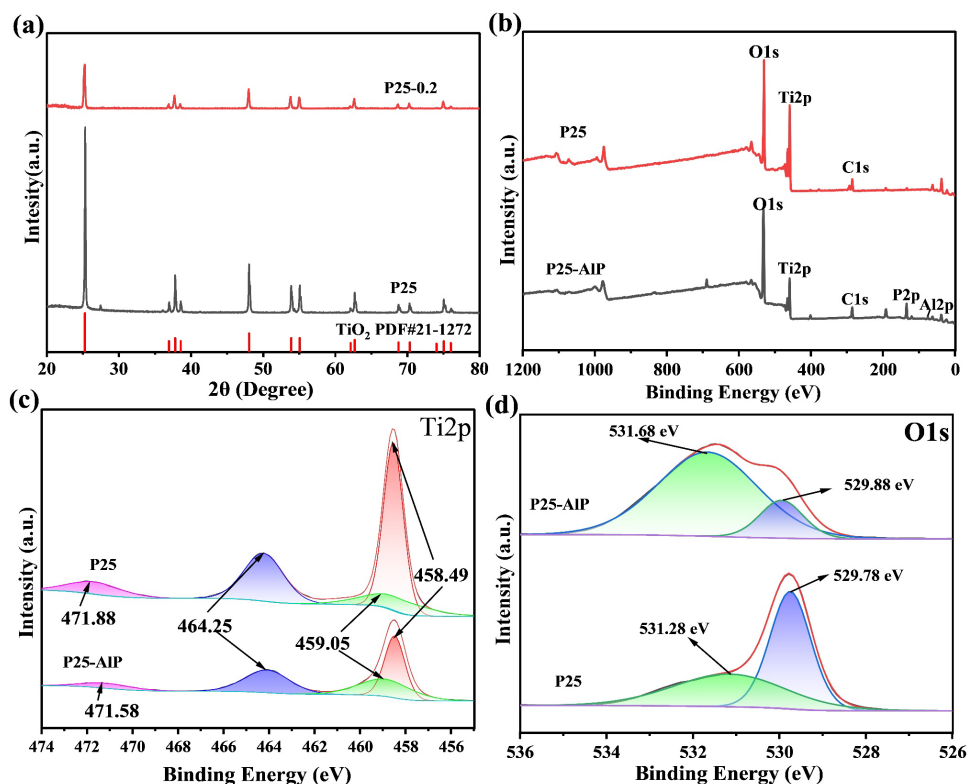 (a)
P25-0.2
P25
TiO2 PDF#21-1272
Intesity(a.u.)
20 30 40 50 60 70 80
2θ (Degree)
(b)
O1s
Ti2p
P25
C1s
O1s
P25-AlP
Ti2p
C1s
P2p
Al2p
Intensity (a.u.)
1200 1000 800 600 400 200 0
Binding Energy (eV)
(c)
Ti2p
P25
471.88
458.49
464.25
459.05
P25-AlP
471.58
Intensity (a.u.)
474 472 470 468 466 464 462 460 458 456
Binding Energy (eV)
(d)
O1s
531.68 eV
P25-AlP
529.88 eV
529.78 eV
531.28 eV
P25
Intensity (a.u.)
536 534 532 530 528 526
Binding Energy (eV)